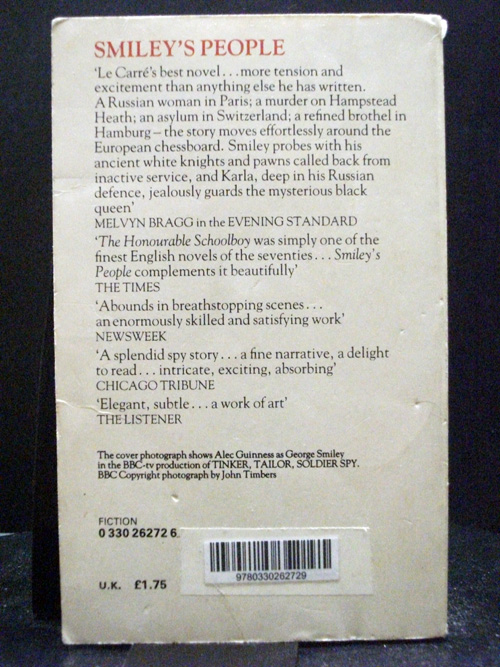 SMILEY'S PEOPLE
'Le Carré's best novel...more tension and
excitement than anything else he has written.
A Russian woman in Paris; a murder on Hampstead
Heath; an asylum in Switzerland; a refined brothel in
Hamburg – the story moves effortlessly around the
European chessboard. Smiley probes with his
ancient white knights and pawns called back from
inactive service, and Karla, deep in his Russian
defence, jealously guards the mysterious black
queen'
MELVYN BRAGG in the EVENING STANDARD
'The Honourable Schoolboy was simply one of the
finest English novels of the seventies... Smiley's
People complements it beautifully'
THE TIMES
'Abounds in breathstopping scenes...
an enormously skilled and satisfying work'
NEWSWEEK
'A splendid spy story...a fine narrative, a delight
to read... intricate, exciting, absorbing'
CHICAGO TRIBUNE
'Elegant, subtle...a work of art'
THE LISTENER
The cover photograph shows Alec Guinness as George Smiley
in the BBC-tv production of TINKER, TAILOR, SOLDIER SPY.
BBC Copyright photograph by John Timbers
FICTION
0 330 26272 6
9780330262729
U.K. £1.75